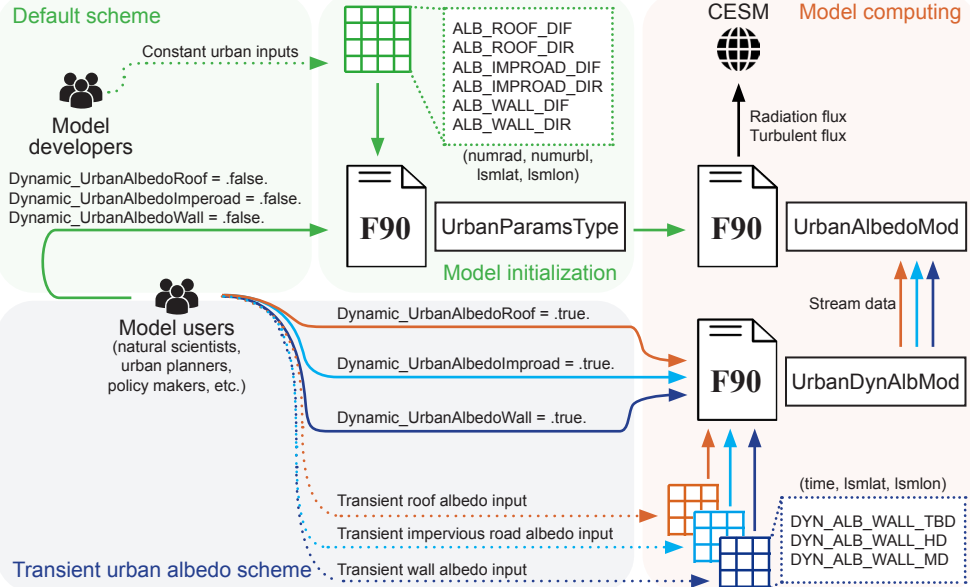 Default scheme
Constant urban inputs
Model
developers
Dynamic_UrbanAlbedoRoof = .false.
Dynamic_UrbanAlbedoImperoad = .false.
Dynamic_UrbanAlbedoWall = .false.
ALB_ROOF_DIF
ALB_ROOF_DIR
ALB_IMPROAD_DIF
ALB_IMPROAD_DIR
ALB_WALL_DIF
ALB_WALL_DIR
(numrad, numurbl,
lsmlat, lsmlon)
F90
UrbanParamsType
Model initialization
CESM
Model computing
Radiation flux
Turbulent flux
F90
UrbanAlbedoMod
Stream data
Model users
(natural scientists,
urban planners,
policy makers, etc.)
Dynamic_UrbanAlbedoRoof = .true.
Dynamic_UrbanAlbedoImproad = .true.
Dynamic_UrbanAlbedoWall = .true.
F90
UrbanDynAlbMod
Transient roof albedo input
Transient impervious road albedo input
Transient wall albedo input
Transient urban albedo scheme
(time, lsmlat, lsmlon)
DYN_ALB_WALL_TBD
DYN_ALB_WALL_HD
DYN_ALB_WALL_MD